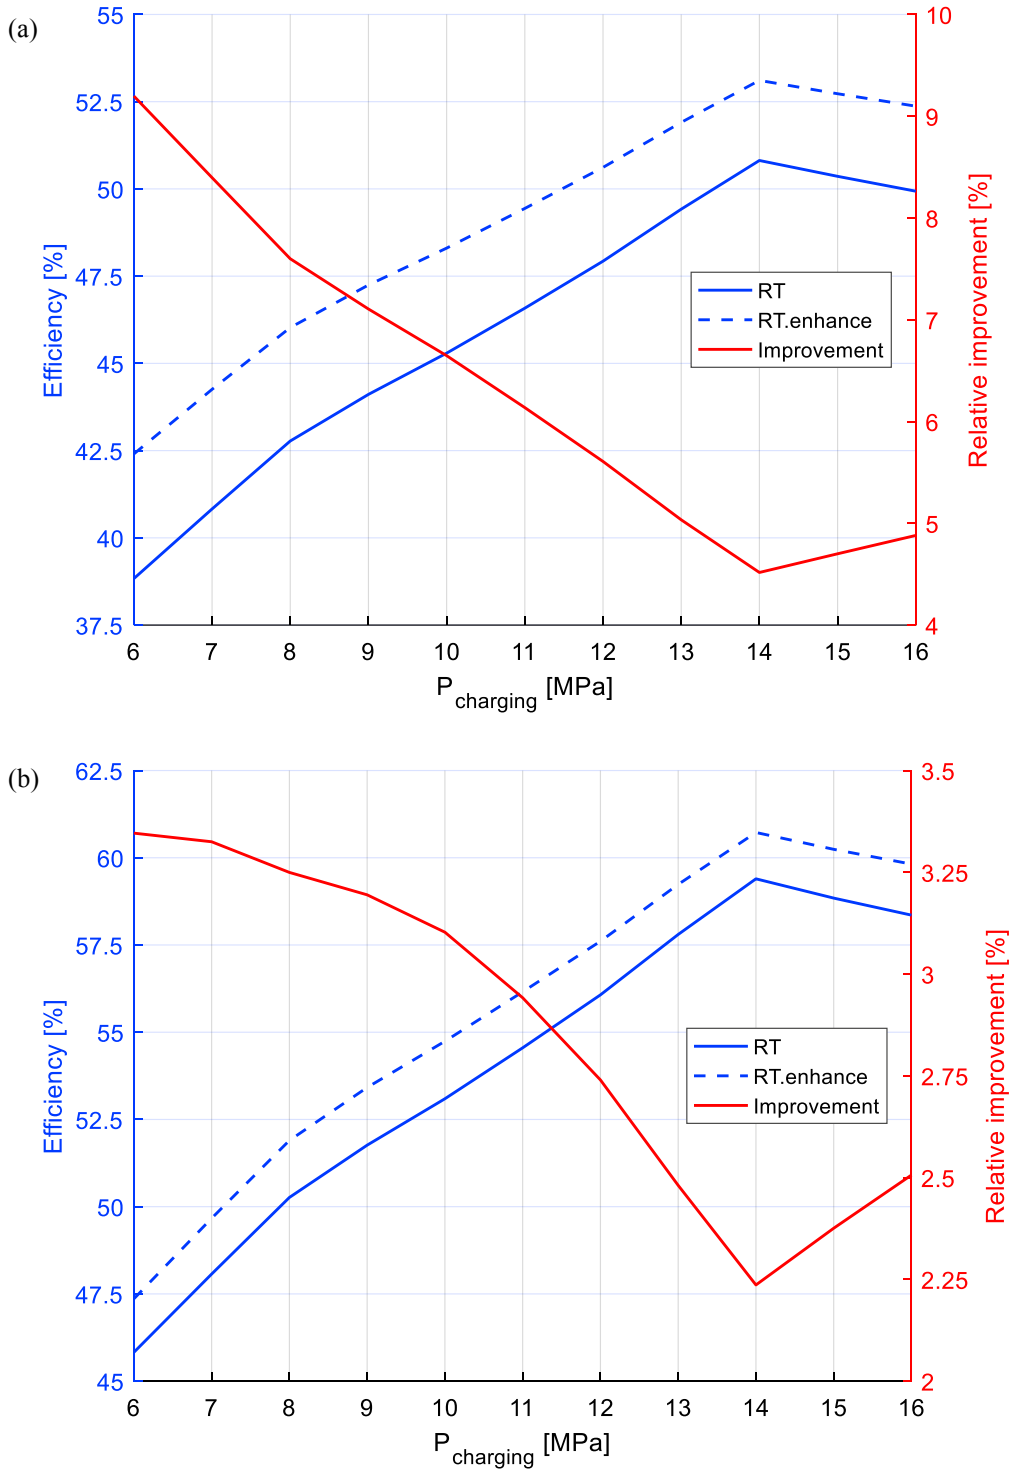 (a)
55
52.5
50
47.5
45
42.5
40
37.5
Efficiency [%]
10
9
8
7
6
5
4
Relative improvement [%]
RT
RT.enhance
Improvement
6 7 8 9 10 11 12 13 14 15 16
P_charging [MPa]
(b)
62.5
60
57.5
55
52.5
50
47.5
45
Efficiency [%]
3.5
3.25
3
2.75
2.5
2.25
2
Relative improvement [%]
RT
RT.enhance
Improvement
6 7 8 9 10 11 12 13 14 15 16
P_charging [MPa]